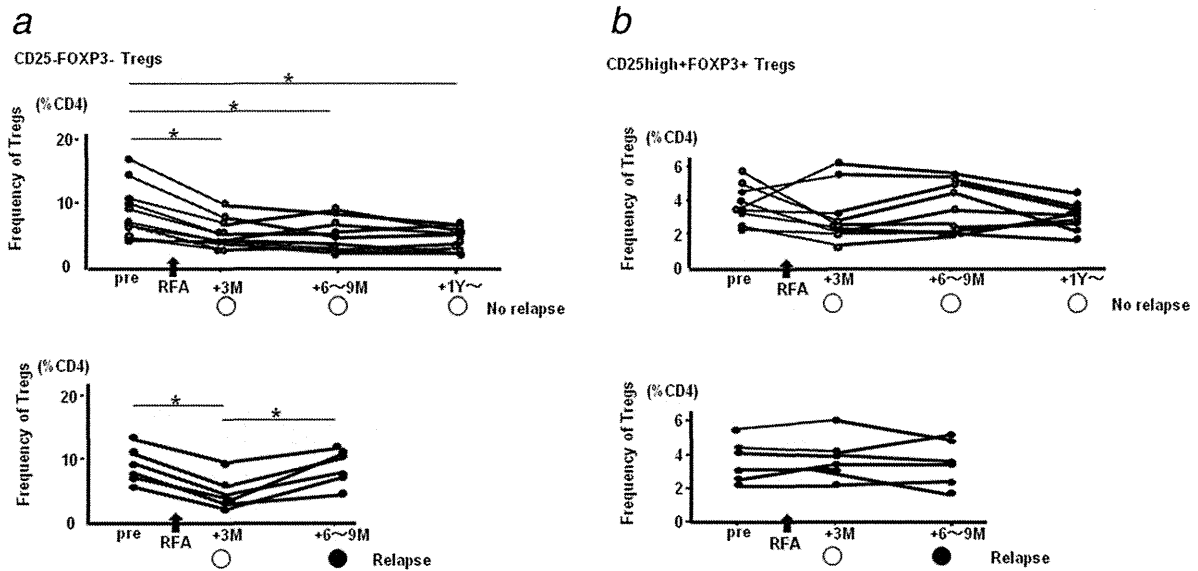 a
CD25-FOXP3- Tregs
*
*
*
(%CD4)
Frequency of Tregs
20
10
0
pre
RFA
+3M
+6～9M
+1Y～
No relapse
(%CD4)
Frequency of Tregs
20
*
*
10
0
pre
RFA
+3M
+6～9M
Relapse
b
CD25high+FOXP3+ Tregs
(%CD4)
Frequency of Tregs
6
4
2
0
pre
RFA
+3M
+6～9M
+1Y～
No relapse
(%CD4)
Frequency of Tregs
6
4
2
0
pre
RFA
+3M
+6～9M
Relapse